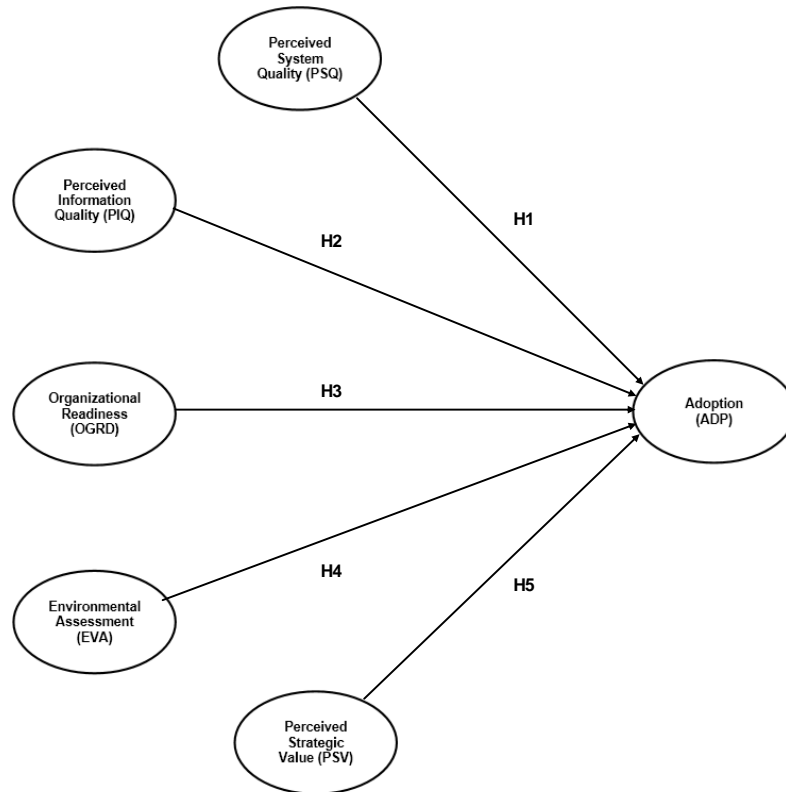 Perceived
System
Quality (PSQ)
Perceived
Information
Quality (PIQ)
H1
H2
Organizational
Readiness
(OGRD)
H3
Adoption
(ADP)
Environmental
Assessment
(EVA)
H4
H5
Perceived
Strategic
Value (PSV)